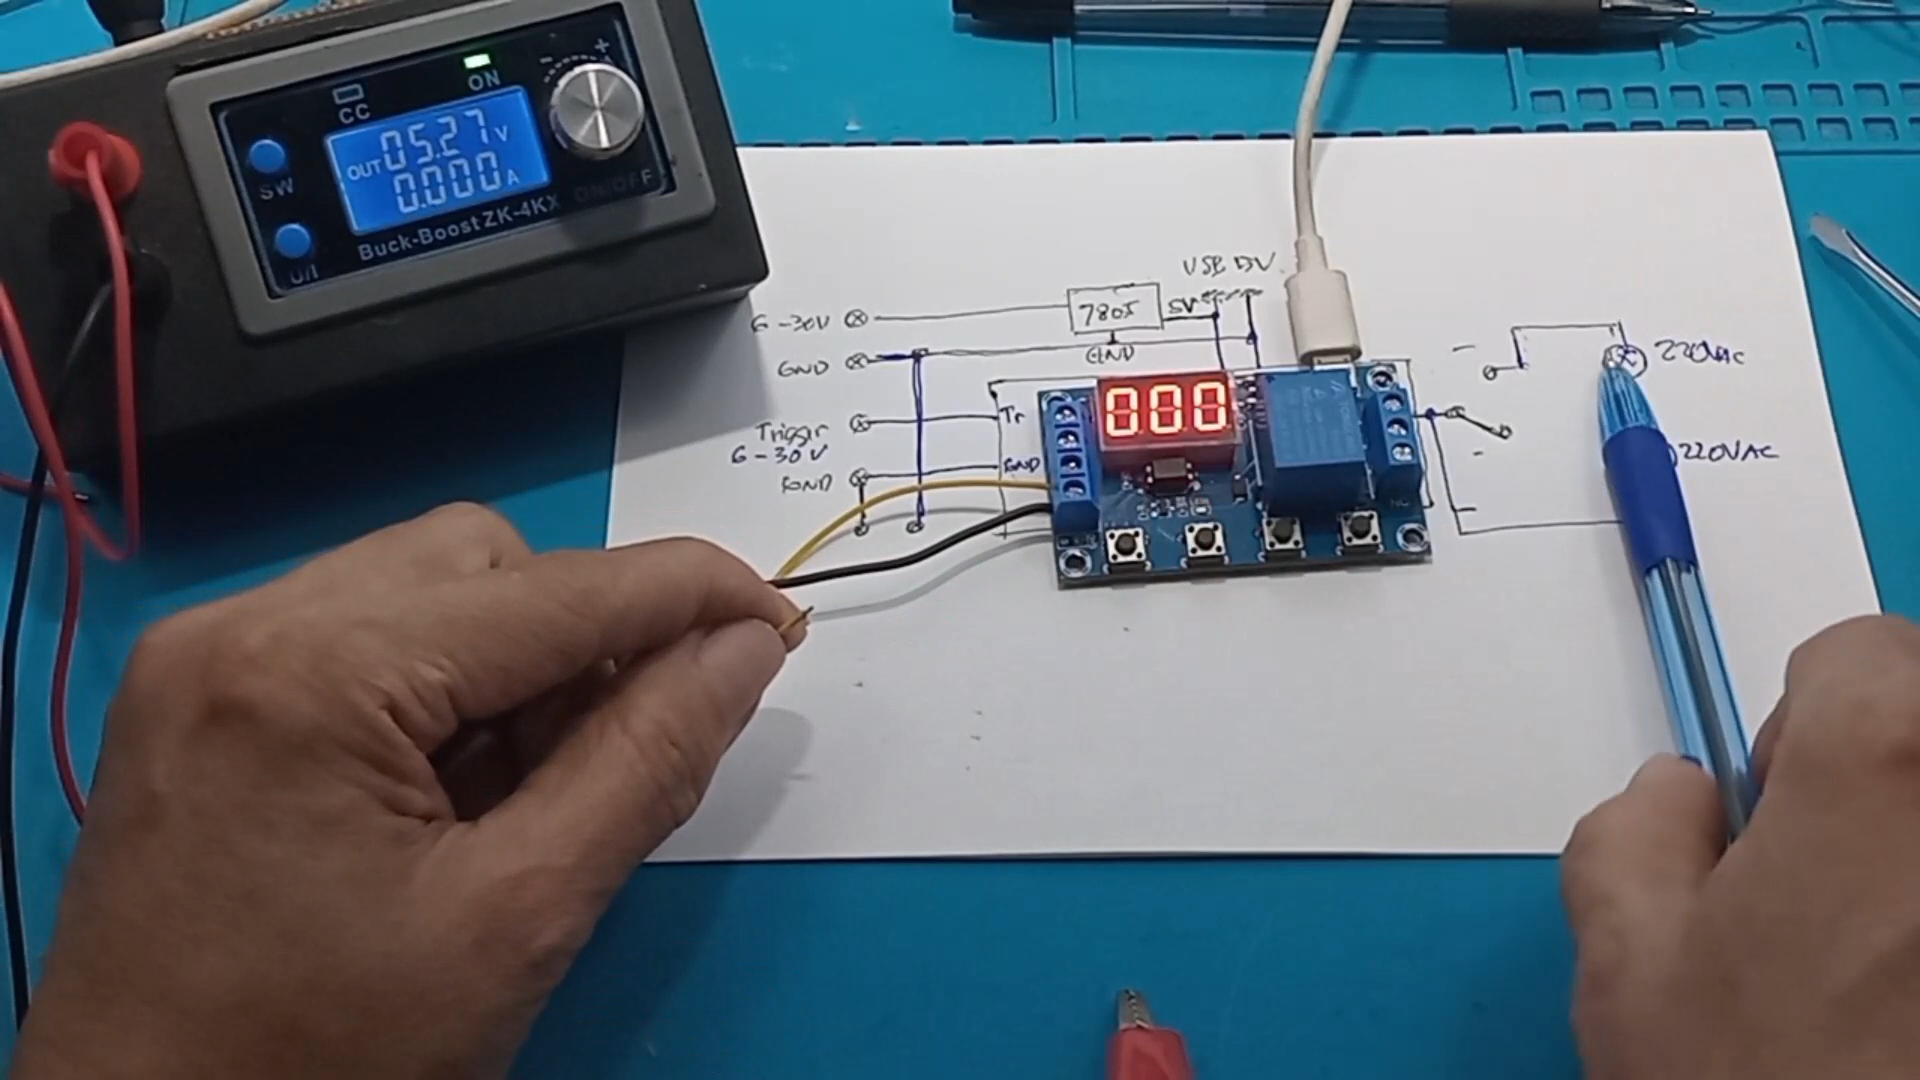 ON
CC
OUT 05.27 V
0.000 A
SW
U/I
ON/OFF
Buck-Boost ZK-4KX
USB 5V
6-30V
7805
5V
GND
GND
Trigger
6-30V
Tr
GND
GND
000
220VAC
220VAC
NC